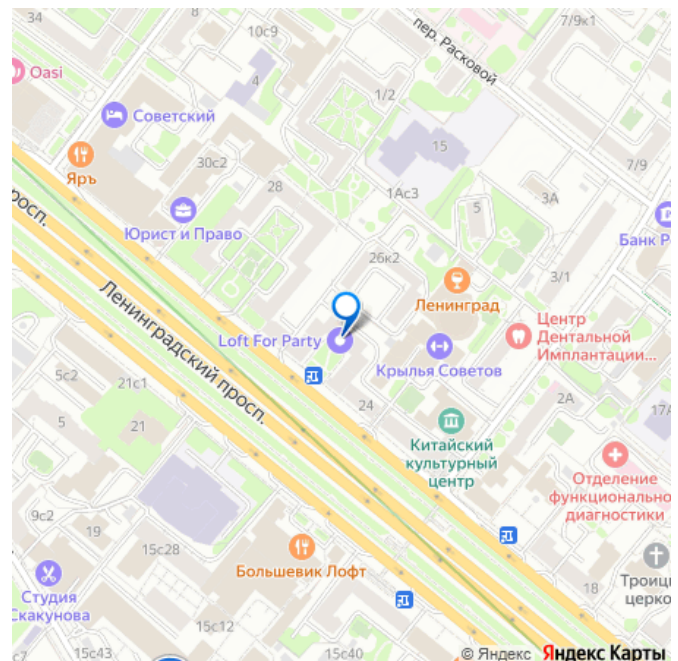 34
10с9
7/9к1
пер. Расковой
Oasi
4
1/2
Советский
15
7/9
30с2
Яръ
28
1Ас3
3А
5
Юрист и Право
просп.
Банк Р
26к2
Ленинград
3/1
Ленинградский просп.
Loft For Party
Центр
Дентальной
Имплантации...
Крылья Советов
5с2
21с1
24
2А
17А
5
21
Китайский
культурный
центр
Отделение
функционально
диагностики
9с2
19
15с28
Большевик Лофт
Студия
Скакунова
18
Троиц
церко
15с12
15с43
15с40
© Яндекс Яндекс Карты